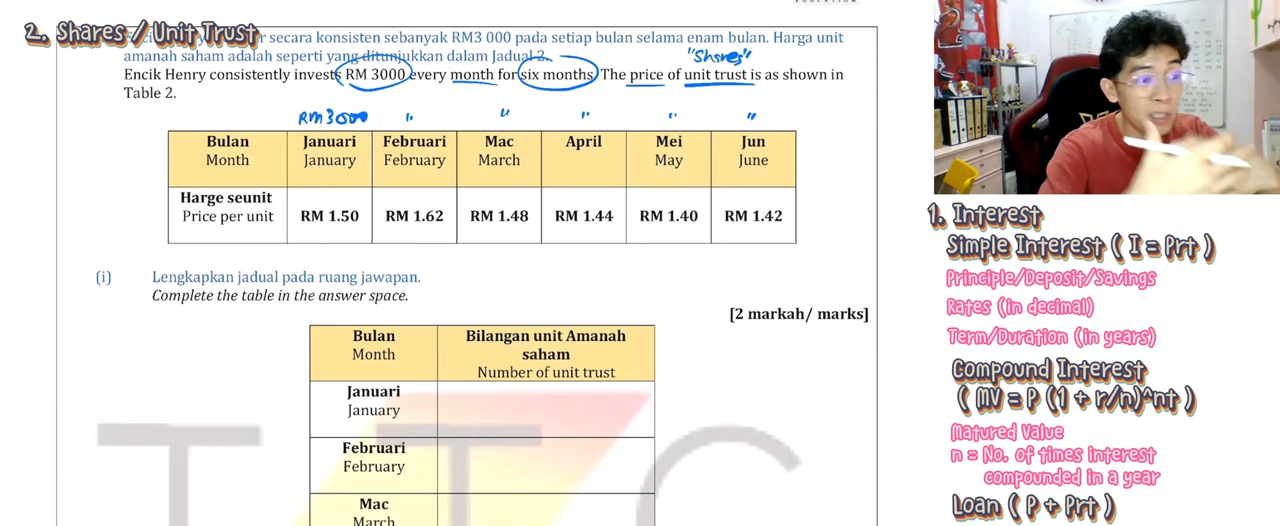 EDUCATION
2. Shares / Unit Trust
secara konsisten sebanyak RM3 000 pada setiap bulan selama enam bulan. Harga unit
amanah saham adalah seperti yang ditunjukkan dalam Jadual 2.
"Shares"
Encik Henry consistently invests RM 3000 every month for six months. The price of unit trust is as shown in
Table 2.
RM3000 " " " " "
Bulan Januari Februari Mac April Mei Jun
Month January February March May June
Harge seunit
Price per unit RM 1.50 RM 1.62 RM 1.48 RM 1.44 RM 1.40 RM 1.42
(i) Lengkapkan jadual pada ruang jawapan.
Complete the table in the answer space.
[2 markah/ marks]
Bulan Bilangan unit Amanah
saham
Month Number of unit trust
Januari
January
Februari
February
Mac
March
T T C
1. Interest
Simple Interest ( I = Prt )
Principle/Deposit/Savings
Rates (in decimal)
Term/Duration (in years)
Compound Interest
( MV = P (1 + r/n)^nt )
Matured Value
n = No. of times interest
compounded in a year
Loan ( P + Prt )